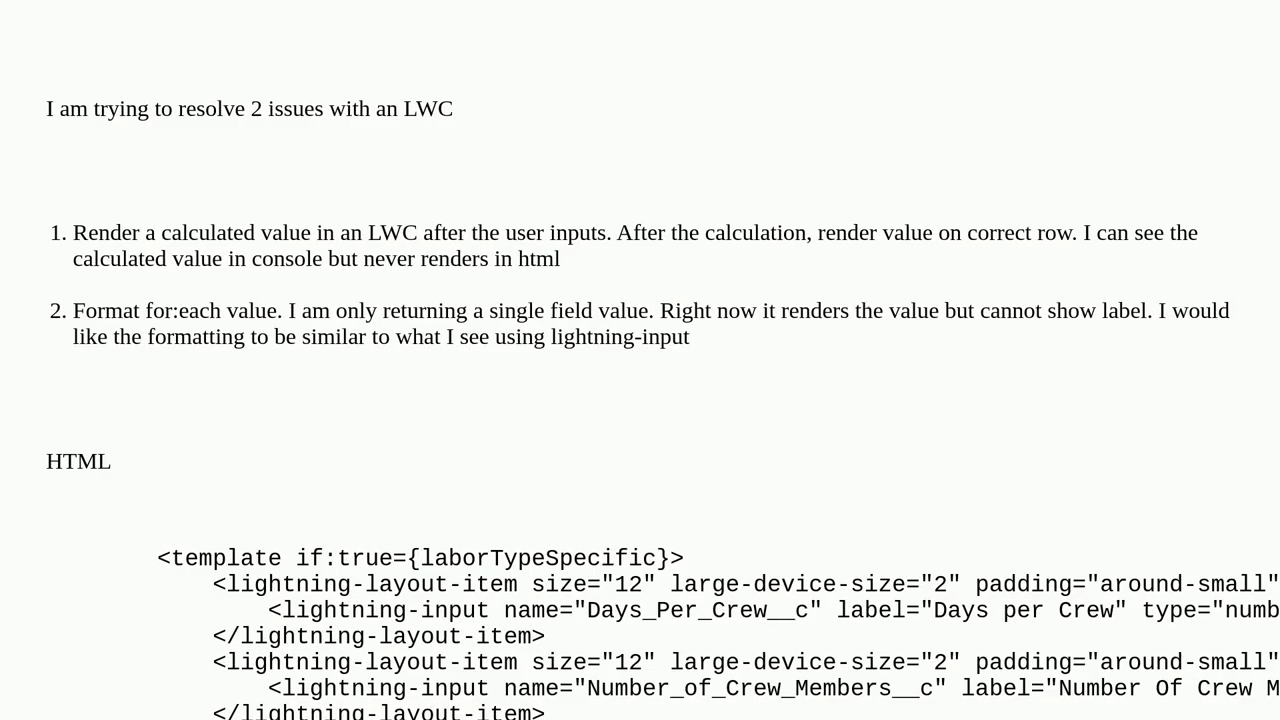 I am trying to resolve 2 issues with an LWC
1. Render a calculated value in an LWC after the user inputs. After the calculation, render value on correct row. I can see the
calculated value in console but never renders in html
2. Format for:each value. I am only returning a single field value. Right now it renders the value but cannot show label. I would
like the formatting to be similar to what I see using lightning-input
HTML
<template if:true={laborTypeSpecific}>
<lightning-layout-item size="12" large-device-size="2" padding="around-small"
<lightning-input name="Days_Per_Crew__c" label="Days per Crew" type="numb
</lightning-layout-item>
<lightning-layout-item size="12" large-device-size="2" padding="around-small"
<lightning-input name="Number_of_Crew_Members__c" label="Number Of Crew M
</lightning-layout-item>